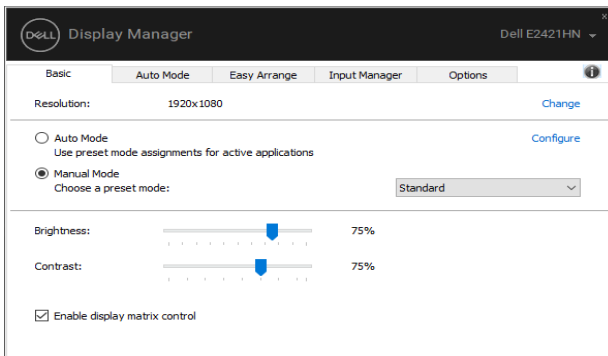 DELL Display Manager Dell E2421HN
Basic Auto Mode Easy Arrange Input Manager Options
Resolution: 1920x1080 Change
Auto Mode Configure
Use preset mode assignments for active applications
Manual Mode
Choose a preset mode: Standard
Brightness: 75%
Contrast: 75%
Enable display matrix control